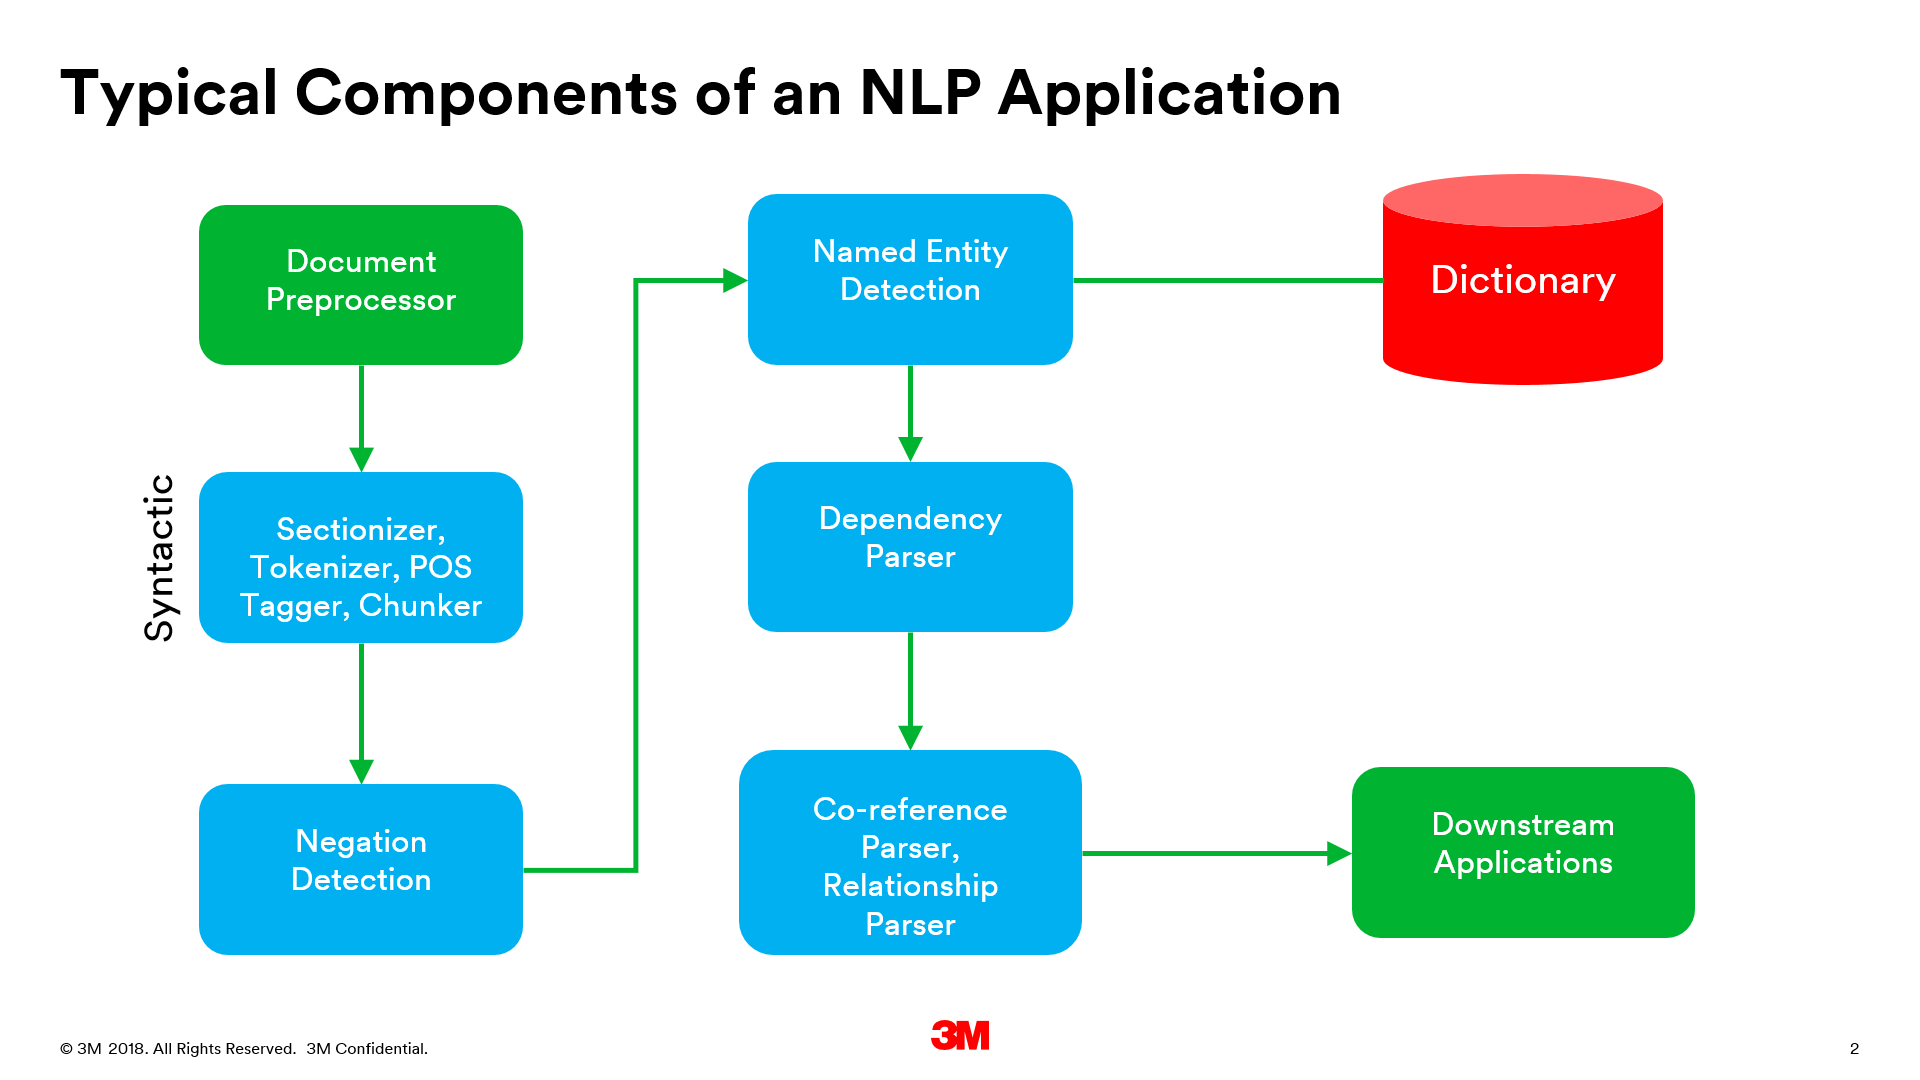 Typical Components of an NLP Application
Document
Preprocessor
Syntactic
Sectionizer,
Tokenizer, POS
Tagger, Chunker
Negation
Detection
Named Entity
Detection
Dictionary
Dependency
Parser
Co-reference
Parser,
Relationship
Parser
Downstream
Applications
© 3M 2018. All Rights Reserved. 3M Confidential.
3M
2